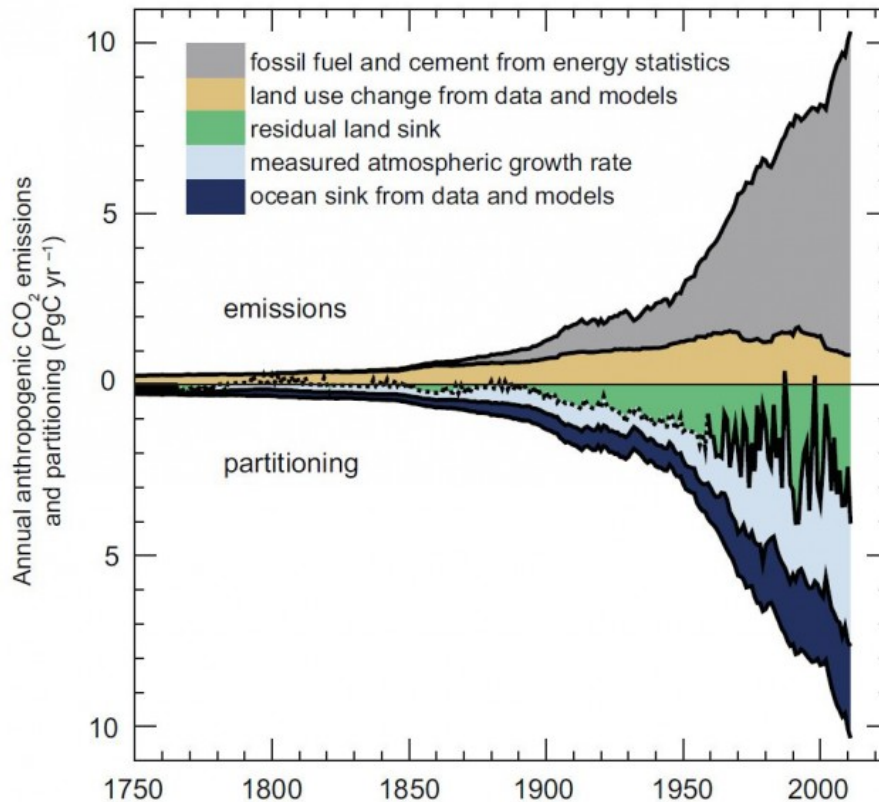 10
fossil fuel and cement from energy statistics
land use change from data and models
residual land sink
measured atmospheric growth rate
ocean sink from data and models
5
Annual anthropogenic CO₂ emissions
and partitioning (PgC yr ⁻¹)
emissions
0
partitioning
5
10
1750 1800 1850 1900 1950 2000